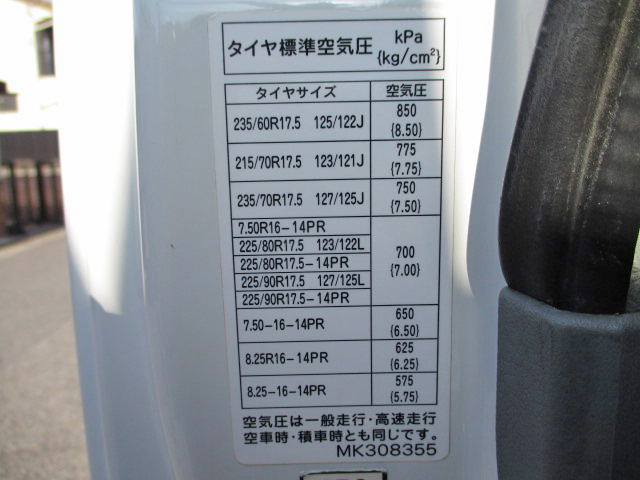 タイヤ標準空気圧 kPa {kg/cm²}
タイヤサイズ 空気圧
235/60R17.5 125/122J 850 {8.50}
215/70R17.5 123/121J 775 {7.75}
235/70R17.5 127/125J 750 {7.50}
7.50R16-14PR
225/80R17.5 123/122L
225/80R17.5-14PR 700 {7.00}
225/90R17.5 127/125L
225/90R17.5-14PR
7.50-16-14PR 650 {6.50}
8.25R16-14PR 625 {6.25}
8.25-16-14PR 575 {5.75}
空気圧は一般走行・高速走行
空車時・積車時とも同じです。
MK308355